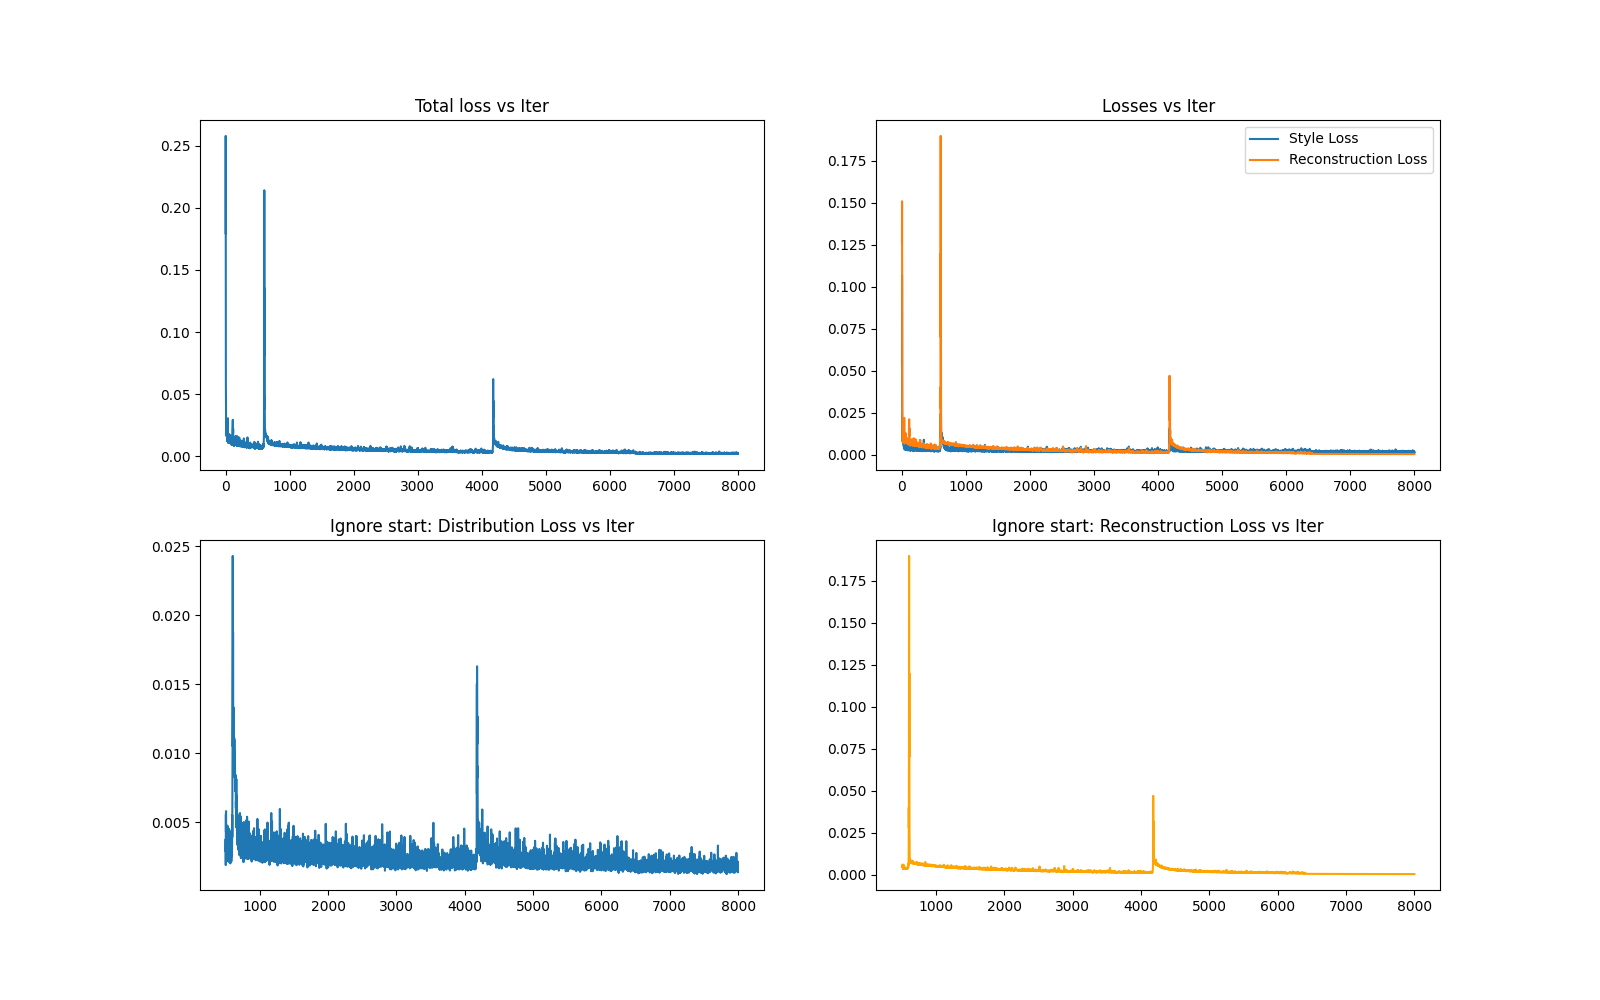 Total loss vs Iter
0.25
0.20
0.15
0.10
0.05
0.00
0 1000 2000 3000 4000 5000 6000 7000 8000
Losses vs Iter
Style Loss
Reconstruction Loss
0.175
0.150
0.125
0.100
0.075
0.050
0.025
0.000
0 1000 2000 3000 4000 5000 6000 7000 8000
Ignore start: Distribution Loss vs Iter
0.025
0.020
0.015
0.010
0.005
1000 2000 3000 4000 5000 6000 7000 8000
Ignore start: Reconstruction Loss vs Iter
0.175
0.150
0.125
0.100
0.075
0.050
0.025
0.000
1000 2000 3000 4000 5000 6000 7000 8000